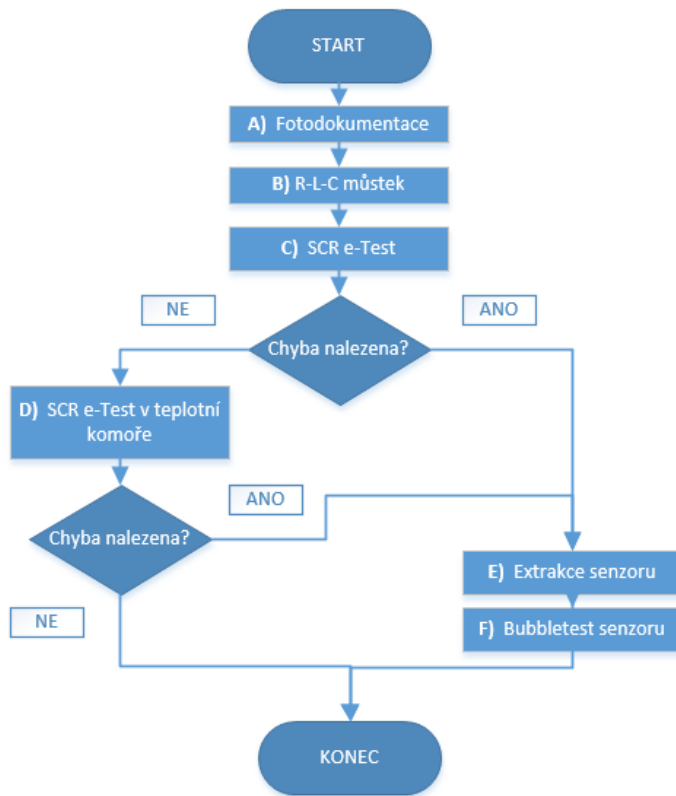 START
A) Fotodokumentace
B) R-L-C můstek
C) SCR e-Test
NE
ANO
Chyba nalezena?
D) SCR e-Test v teplotní
komoře
ANO
Chyba nalezena?
E) Extrakce senzoru
NE
F) Bubbletest senzoru
KONEC